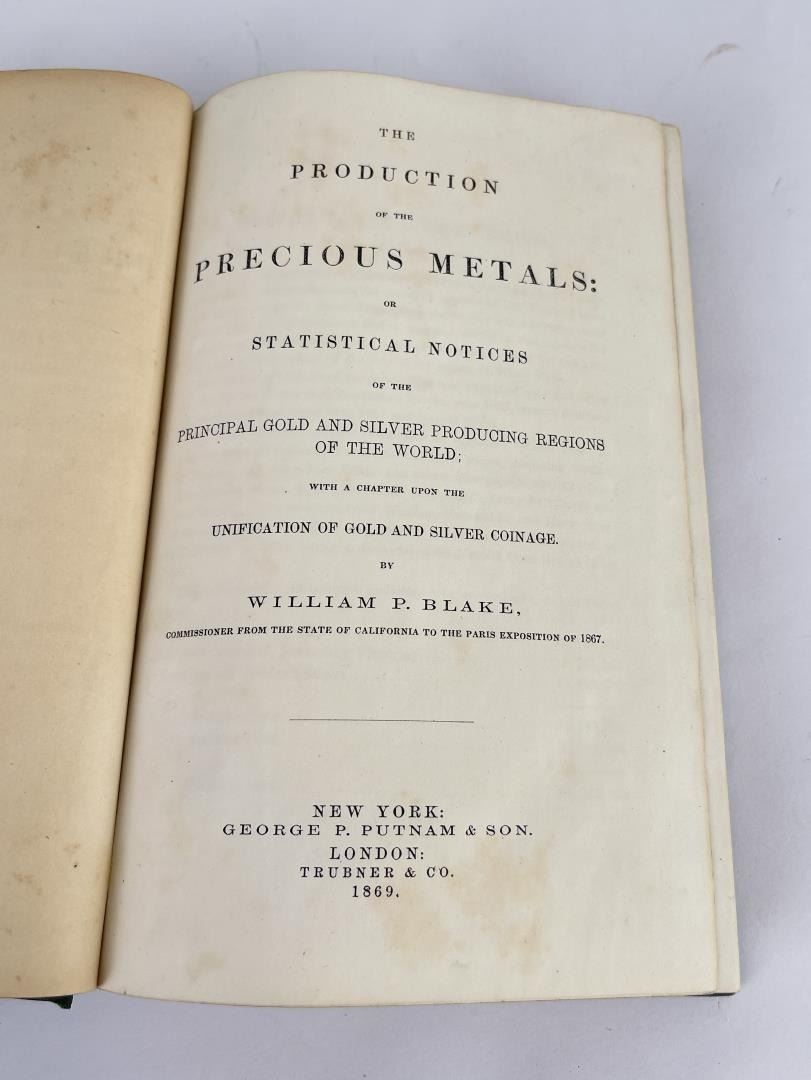 THE
PRODUCTION
OF THE
PRECIOUS METALS:
OR
STATISTICAL NOTICES
OF THE
PRINCIPAL GOLD AND SILVER PRODUCING REGIONS
OF THE WORLD;
WITH A CHAPTER UPON THE
UNIFICATION OF GOLD AND SILVER COINAGE.
BY
WILLIAM P. BLAKE,
COMMISSIONER FROM THE STATE OF CALIFORNIA TO THE PARIS EXPOSITION OF 1867.
NEW YORK:
GEORGE P. PUTNAM & SON.
LONDON:
TRUBNER & CO.
1869.